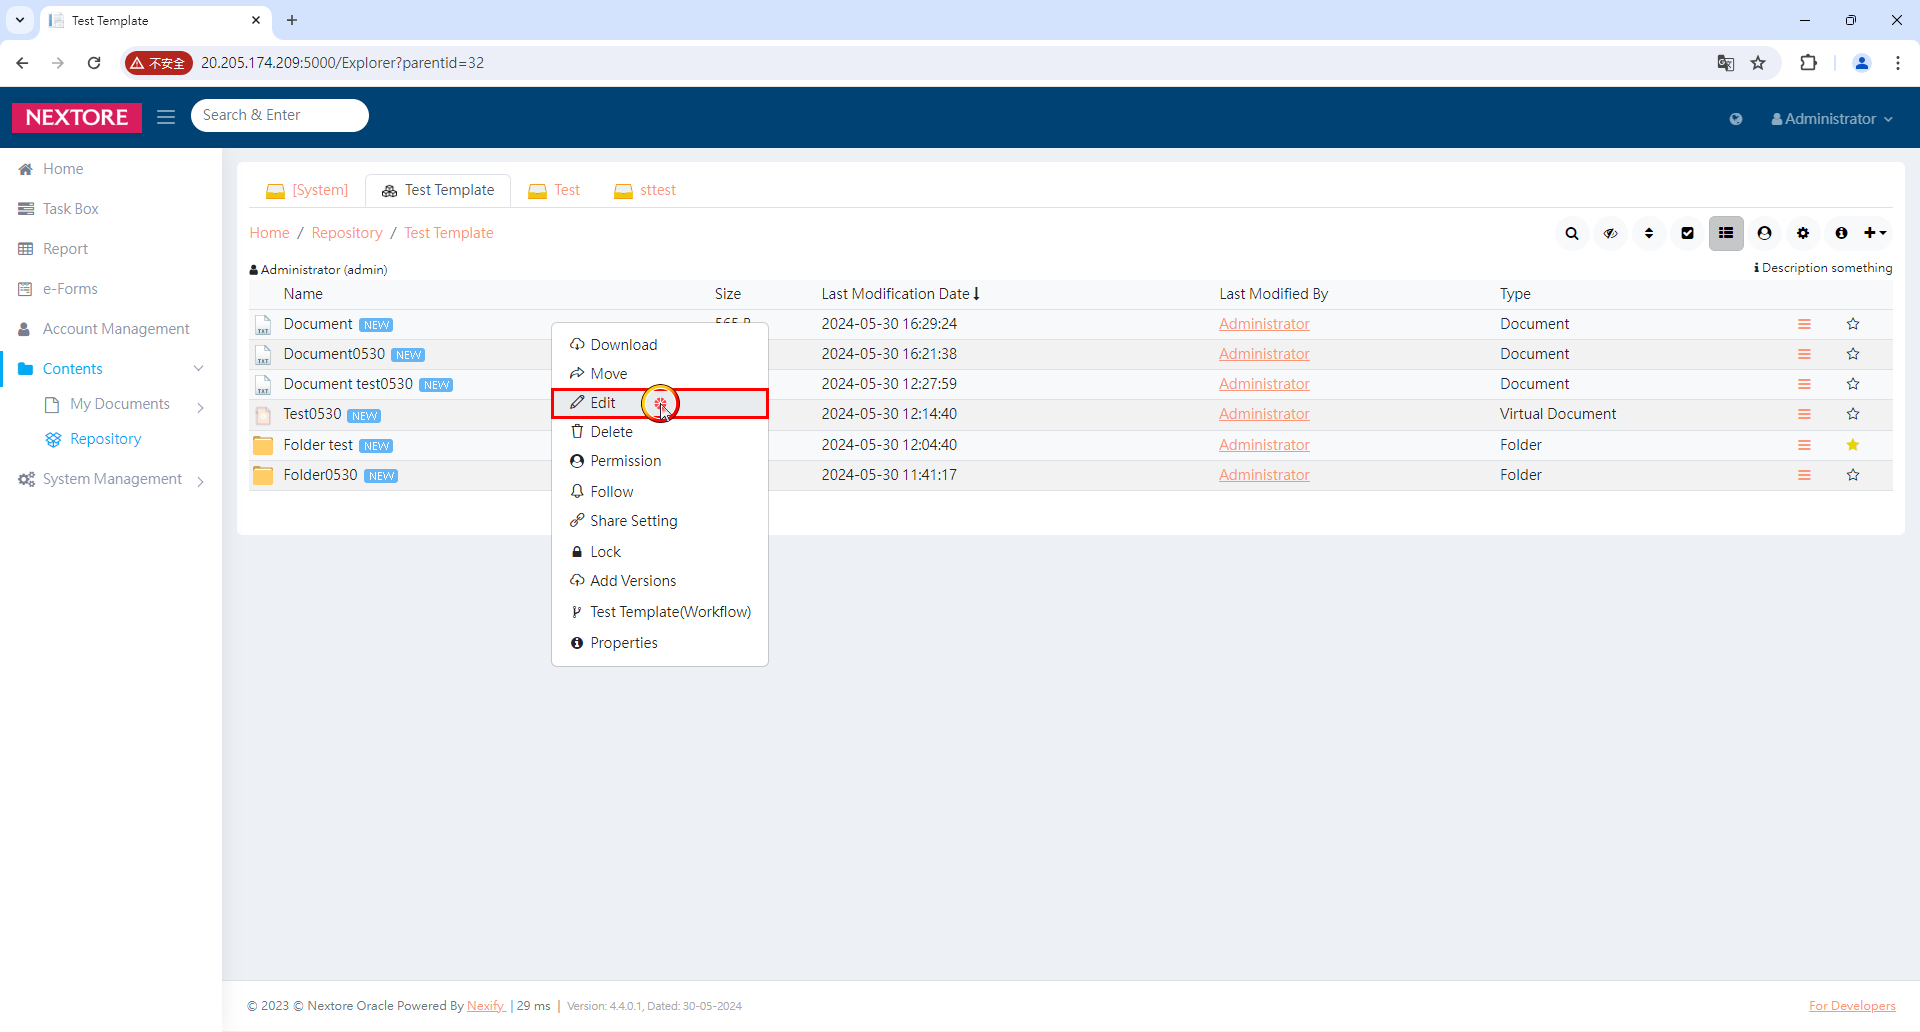 Test Template
不安全 20.205.174.209:5000/Explorer?parentid=32
NEXTORE Search & Enter Administrator
Home
Task Box
Report
e-Forms
Account Management
Contents
My Documents
Repository
System Management
[System] Test Template Test sttest
Home / Repository / Test Template
Administrator (admin) Description something
Name Size Last Modification Date Last Modified By Type
Document NEW 2024-05-30 16:29:24 Administrator Document
Document0530 NEW 2024-05-30 16:21:38 Administrator Document
Document test0530 NEW 2024-05-30 12:27:59 Administrator Document
Test0530 NEW 2024-05-30 12:14:40 Administrator Virtual Document
Folder test NEW 2024-05-30 12:04:40 Administrator Folder
Folder0530 NEW 2024-05-30 11:41:17 Administrator Folder
Download
Move
Edit
Delete
Permission
Follow
Share Setting
Lock
Add Versions
Test Template(Workflow)
Properties
© 2023 © Nextore Oracle Powered By Nexify | 29 ms | Version: 4.4.0.1, Dated: 30-05-2024 For Developers